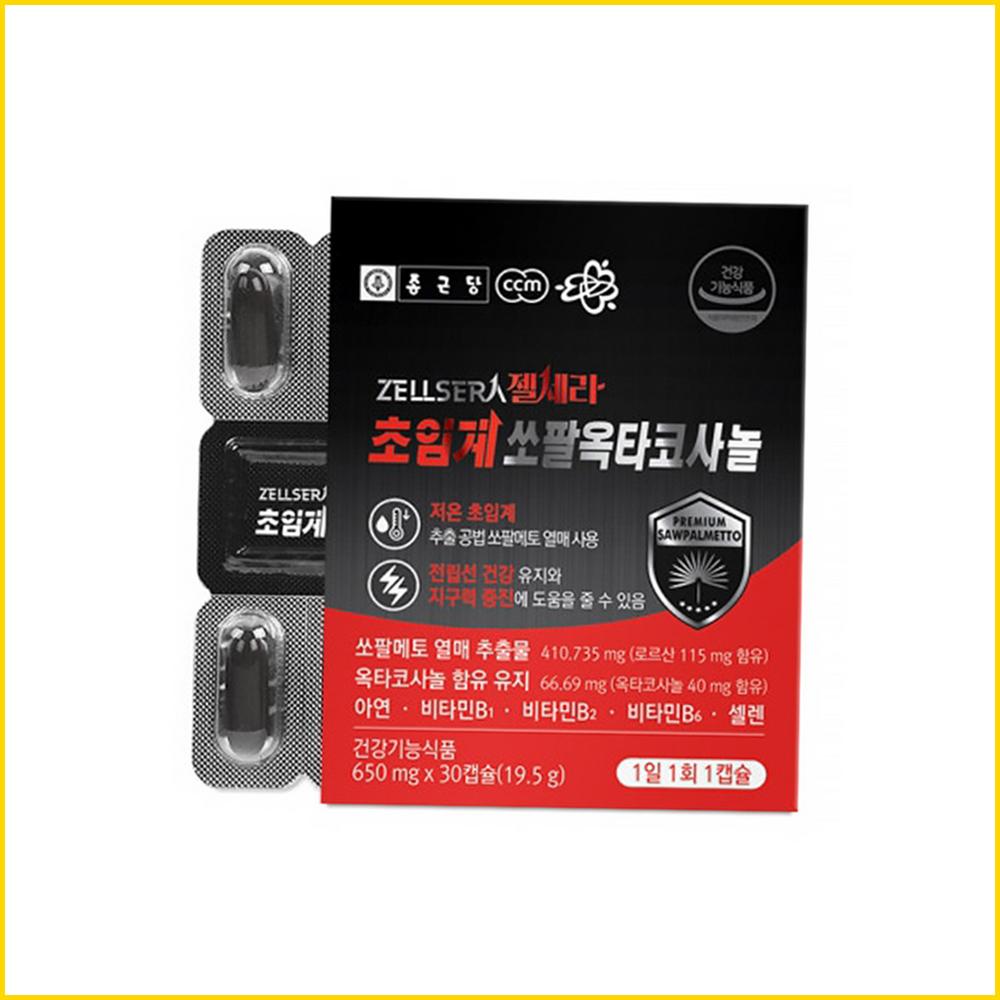 종근당 CCM
건강
기능식품
ZELLSERA 젤세라
초임계 쏘팔옥타코사놀
저온 초임계
추출 공법 쏘팔메토 열매 사용
전립선 건강 유지와
지구력 증진에 도움을 줄 수 있음
PREMIUM
SAWPALMETTO
쏘팔메토 열매 추출물 410.735 mg (로르산 115 mg 함유)
옥타코사놀 함유 유지 66.69 mg (옥타코사놀 40 mg 함유)
아연 · 비타민B1 · 비타민B2 · 비타민B6 · 셀렌
건강기능식품
650 mg x 30캡슐(19.5 g)
1일 1회 1캡슐
ZELLSERA
초임계